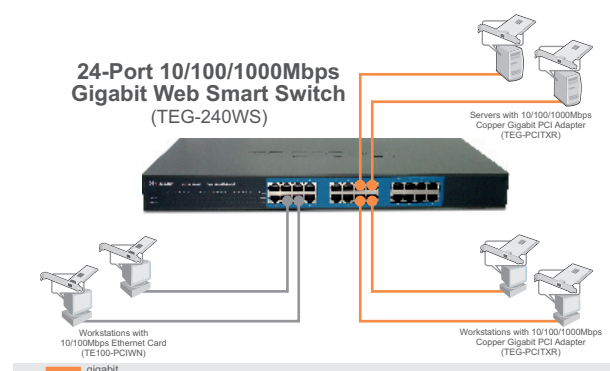 24-Port 10/100/1000Mbps
Gigabit Web Smart Switch
(TEG-240WS)
Servers with 10/100/1000Mbps
Copper Gigabit PCI Adapter
(TEG-PCITXR)
Workstations with
10/100Mbps Ethernet Card
(TE100-PCIWN)
Workstations with 10/100/1000Mbps
Copper Gigabit PCI Adapter
(TEG-PCITXR)
gigabit